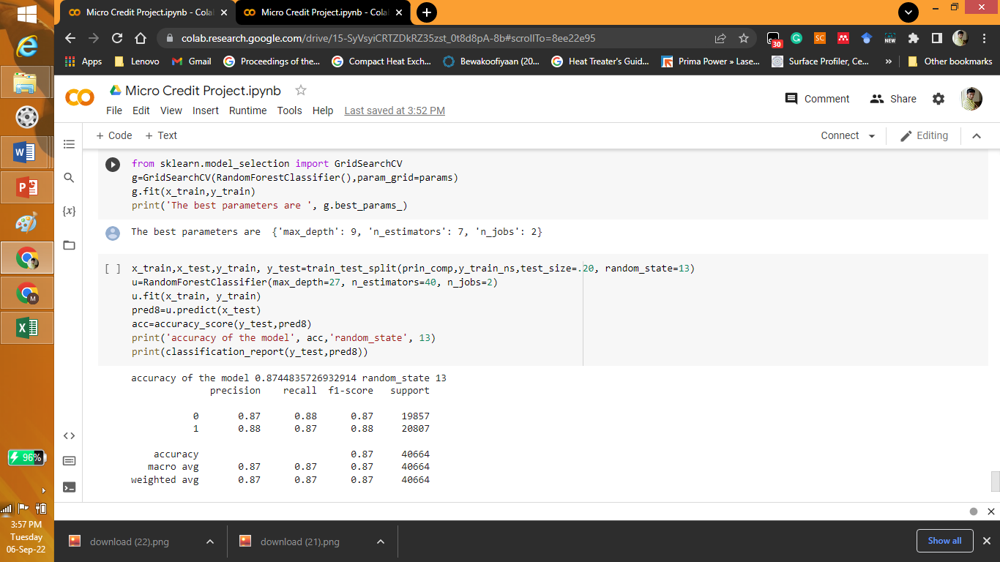 Micro Credit Project.ipynb - Cola
Micro Credit Project.ipynb - Cola
colab.research.google.com/drive/15-SyVsyiCRTZDkRZ35zst_0t8d8pA-8b#scrollTo=8ee22e95
30
SC
NEW
Apps
Lenovo
Gmail
Proceedings of the...
Compact Heat Exch...
Bewakoofiyaan (20...
Heat Treater's Guid...
Prima Power » Lase...
Surface Profiler, Ce...
»
Other bookmarks
Micro Credit Project.ipynb
Comment
Share
File Edit View Insert Runtime Tools Help Last saved at 3:52 PM
+ Code + Text
Connect
Editing
from sklearn.model_selection import GridSearchCV
g=GridSearchCV(RandomForestClassifier(),param_grid=params)
g.fit(x_train,y_train)
print('The best parameters are ', g.best_params_)
The best parameters are  {'max_depth': 9, 'n_estimators': 7, 'n_jobs': 2}
[ ] x_train,x_test,y_train, y_test=train_test_split(prin_comp,y_train_ns,test_size=.20, random_state=13)
u=RandomForestClassifier(max_depth=27, n_estimators=40, n_jobs=2)
u.fit(x_train, y_train)
pred8=u.predict(x_test)
acc=accuracy_score(y_test,pred8)
print('accuracy of the model', acc,'random_state', 13)
print(classification_report(y_test,pred8))
accuracy of the model 0.8744835726932914 random_state 13
precision recall f1-score support
0 0.87 0.88 0.87 19857
1 0.88 0.87 0.88 20807
accuracy 0.87 40664
macro avg 0.87 0.87 0.87 40664
weighted avg 0.87 0.87 0.87 40664
{x}
96%
3:57 PM
Tuesday
06-Sep-22
download (22).png
download (21).png
Show all